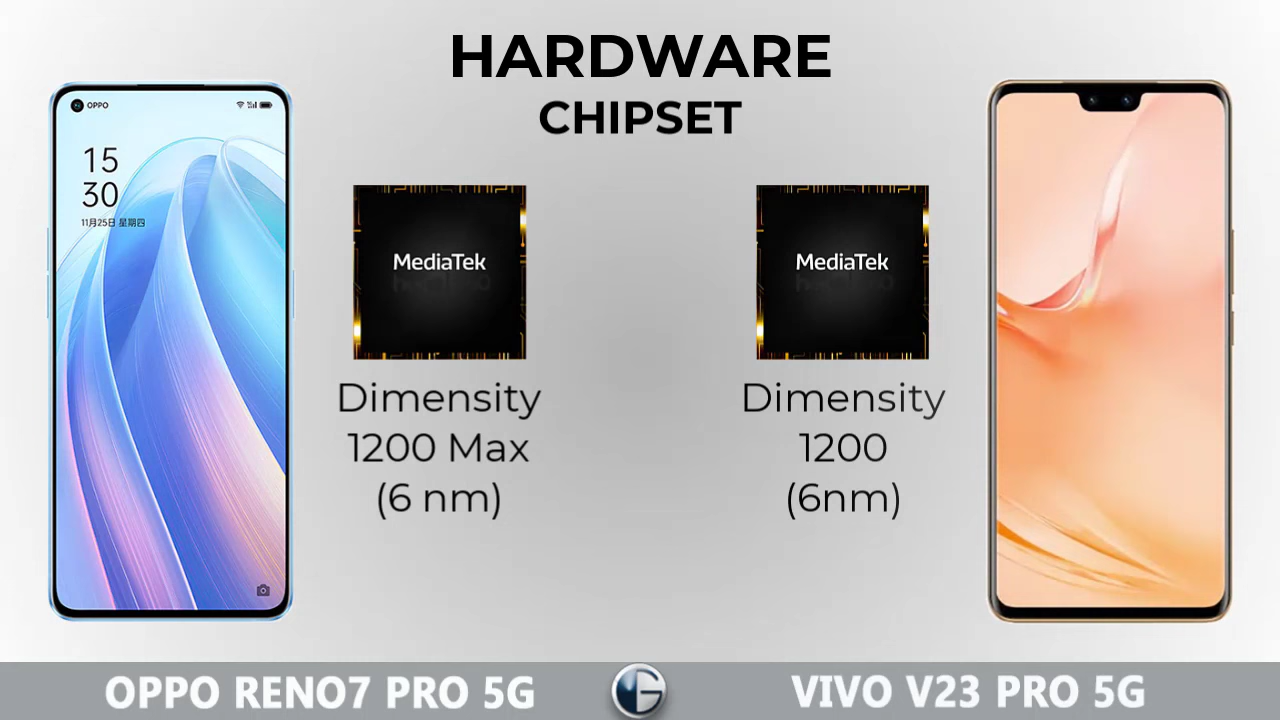 HARDWARE
CHIPSET
OPPO
15
30
11月25日 星期四
MediaTek
Dimensity
1200 Max
(6 nm)
MediaTek
Dimensity
1200
(6nm)
OPPO RENO7 PRO 5G
G
VIVO V23 PRO 5G